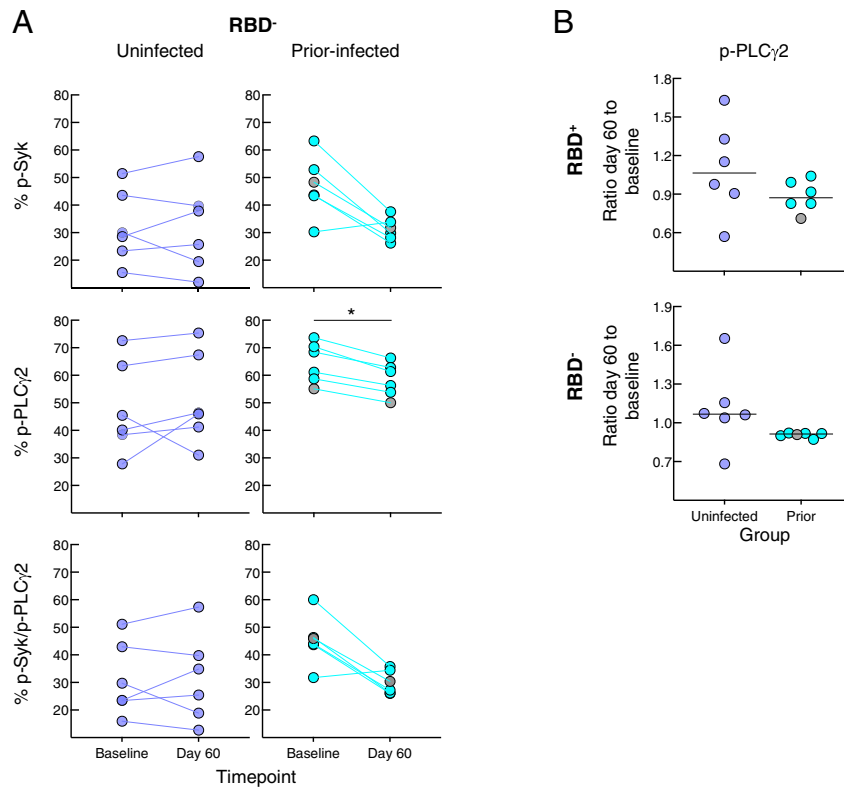 A
RBD-
Uninfected
Prior-infected
% p-Syk
80
70
60
50
40
30
20
80
70
60
50
40
30
20
% p-PLCγ2
80
70
60
50
40
30
20
80
70
60
50
40
30
20
*
% p-Syk/p-PLCγ2
80
70
60
50
40
30
20
80
70
60
50
40
30
20
Baseline
Day 60
Baseline
Day 60
Timepoint
B
p-PLCγ2
RBD+
Ratio day 60 to
baseline
1.8
1.5
1.2
0.9
0.6
RBD-
Ratio day 60 to
baseline
1.9
1.6
1.3
1.0
0.7
Uninfected
Prior
Group